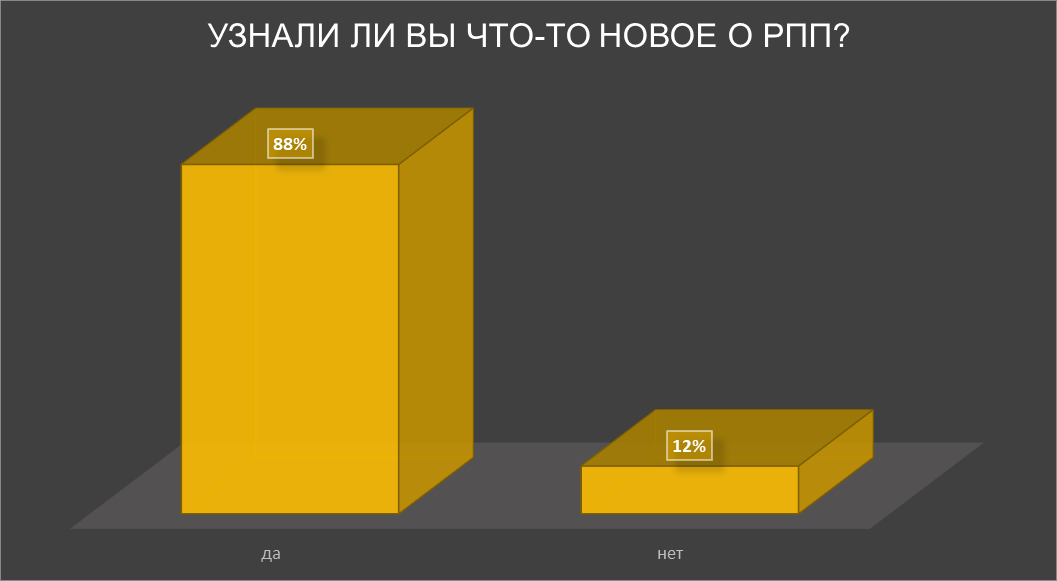 УЗНАЛИ ЛИ ВЫ ЧТО-ТО НОВОЕ О РПП?
88%
12%
да
нет